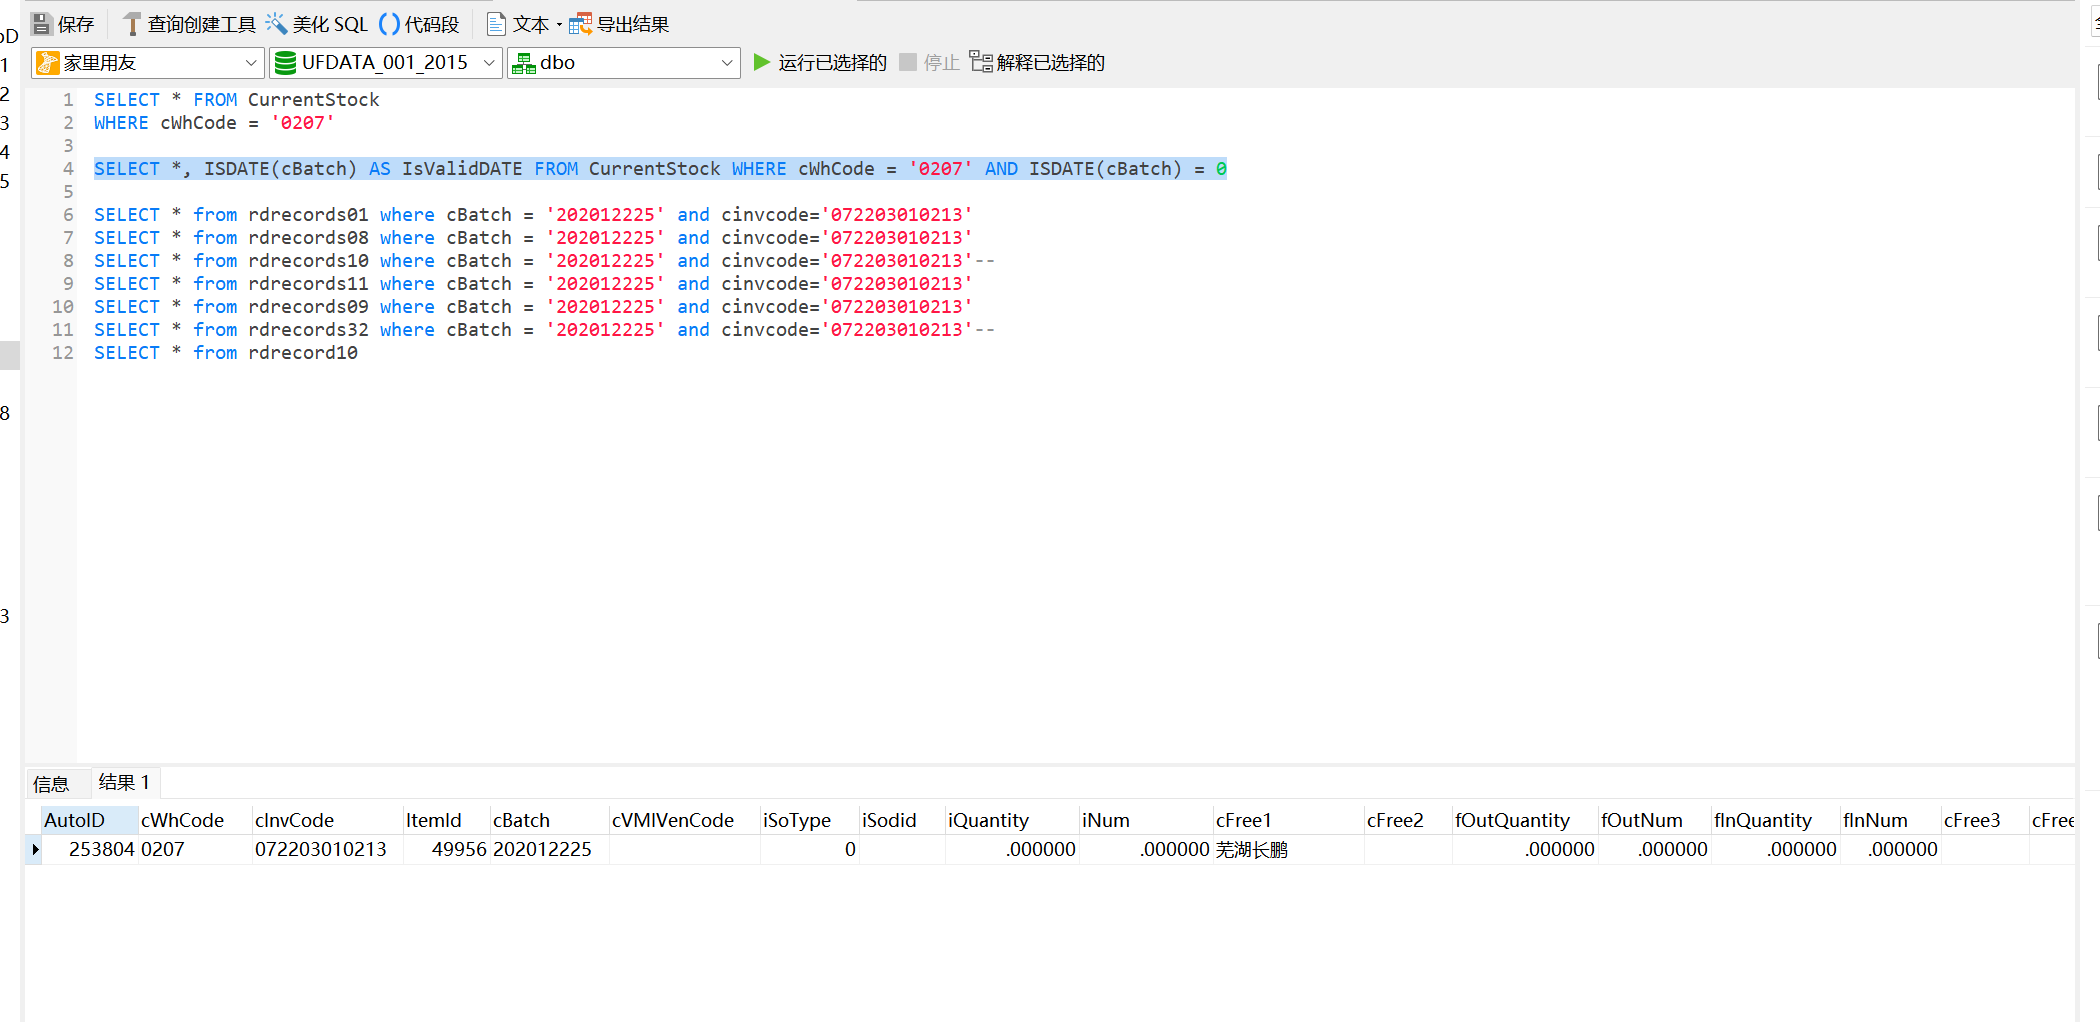 保存 查询创建工具 美化 SQL 代码段 文本 导出结果
家里用友 UFDATA_001_2015 dbo 运行已选择的 停止 解释已选择的
1 SELECT * FROM CurrentStock
2 WHERE cWhCode = '0207'
3
4 SELECT *, ISDATE(cBatch) AS IsValidDATE FROM CurrentStock WHERE cWhCode = '0207' AND ISDATE(cBatch) = 0
5
6 SELECT * from rdrecords01 where cBatch = '202012225' and cinvcode='072203010213'
7 SELECT * from rdrecords08 where cBatch = '202012225' and cinvcode='072203010213'
8 SELECT * from rdrecords10 where cBatch = '202012225' and cinvcode='072203010213'--
9 SELECT * from rdrecords11 where cBatch = '202012225' and cinvcode='072203010213'
10 SELECT * from rdrecords09 where cBatch = '202012225' and cinvcode='072203010213'
11 SELECT * from rdrecords32 where cBatch = '202012225' and cinvcode='072203010213'--
12 SELECT * from rdrecord10
D
1
2
3
4
5
8
3
信息 结果 1
AutoID cWhCode cInvCode ItemId cBatch cVMIVenCode iSoType iSodid iQuantity iNum cFree1 cFree2 fOutQuantity fOutNum fInQuantity fInNum cFree3 cFree
253804 0207 072203010213 49956 202012225 0 .000000 .000000 芜湖长鹏 .000000 .000000 .000000 .000000